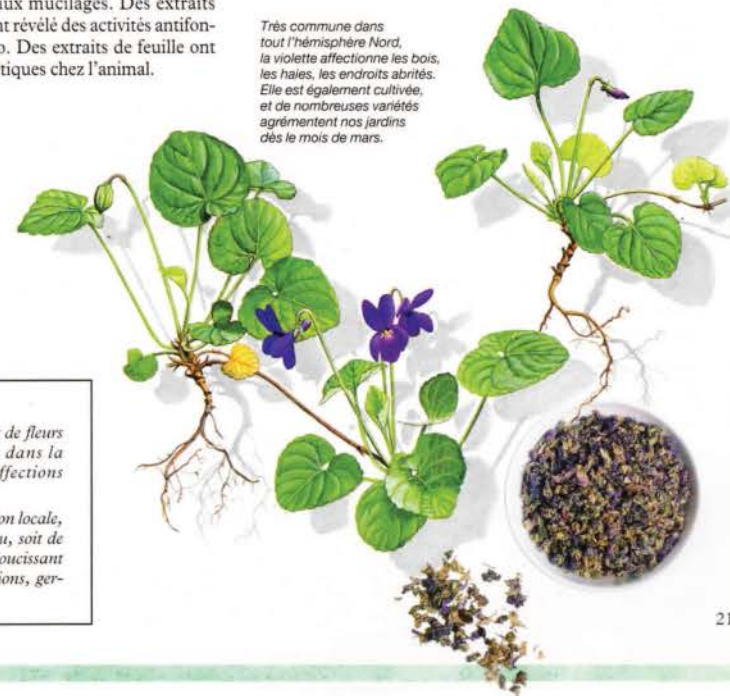 aux mucilages. Des extraits
nt révélé des activités antifon-
o. Des extraits de feuille ont
tiques chez l'animal.
Très commune dans
tout l'hémisphère Nord,
la violette affectionne les bois,
les haies, les endroits abrités.
Elle est également cultivée,
et de nombreuses variétés
agrémentent nos jardins
dès le mois de mars.
de fleurs
dans la
ffections
on locale,
u, soit de
oucissant
ions, ger-
21